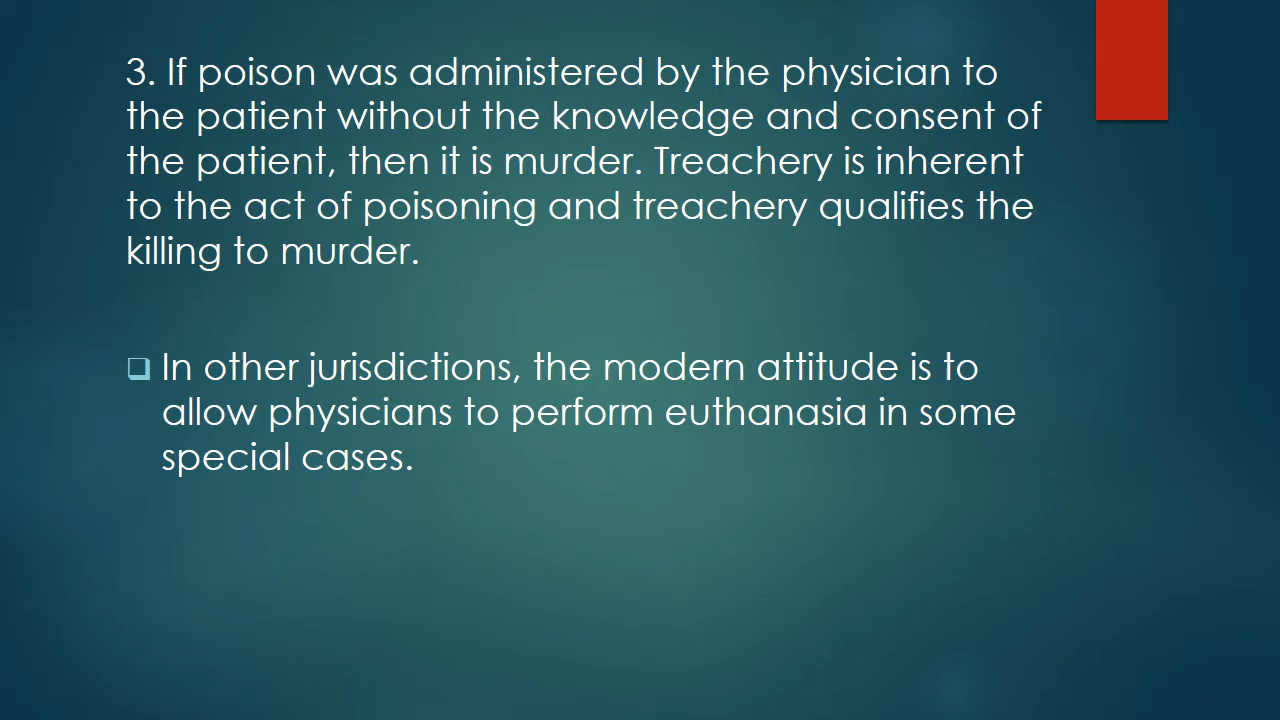 3. If poison was administered by the physician to
the patient without the knowledge and consent of
the patient, then it is murder. Treachery is inherent
to the act of poisoning and treachery qualifies the
killing to murder.
❑ In other jurisdictions, the modern attitude is to
allow physicians to perform euthanasia in some
special cases.